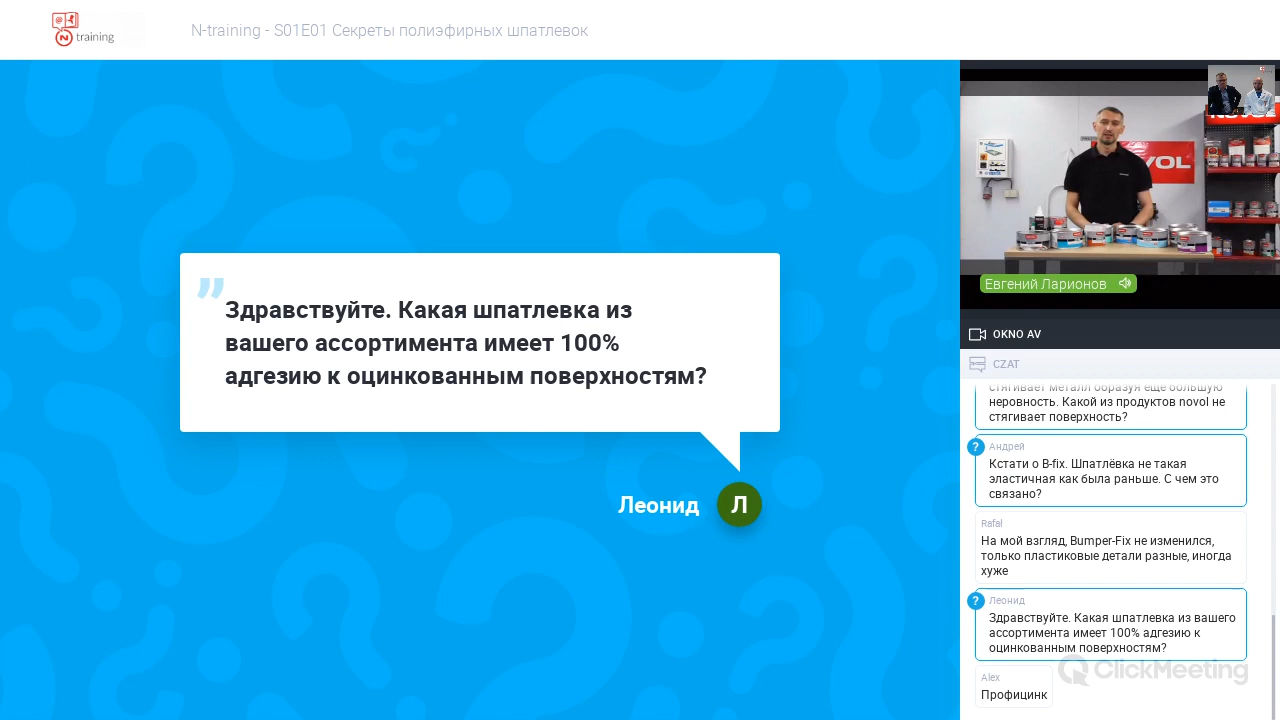 N training
N-training - S01E01 Секреты полиэфирных шпатлевок
Здравствуйте. Какая шпатлевка из
вашего ассортимента имеет 100%
адгезию к оцинкованным поверхностям?
Леонид
Л
Евгений Ларионов
OKNO AV
CZAT
стягивает металл образуя еще большую
неровность. Какой из продуктов novol не
стягивает поверхность?
? Андрей
Кстати о B-fix. Шпатлёвка не такая
эластичная как была раньше. С чем это
связано?
Rafal
На мой взгляд, Bumper-Fix не изменился,
только пластиковые детали разные, иногда
хуже
? Леонид
Здравствуйте. Какая шпатлевка из вашего
ассортимента имеет 100% адгезию к
оцинкованным поверхностям?
ClickMeeting
Alex
Профицинк